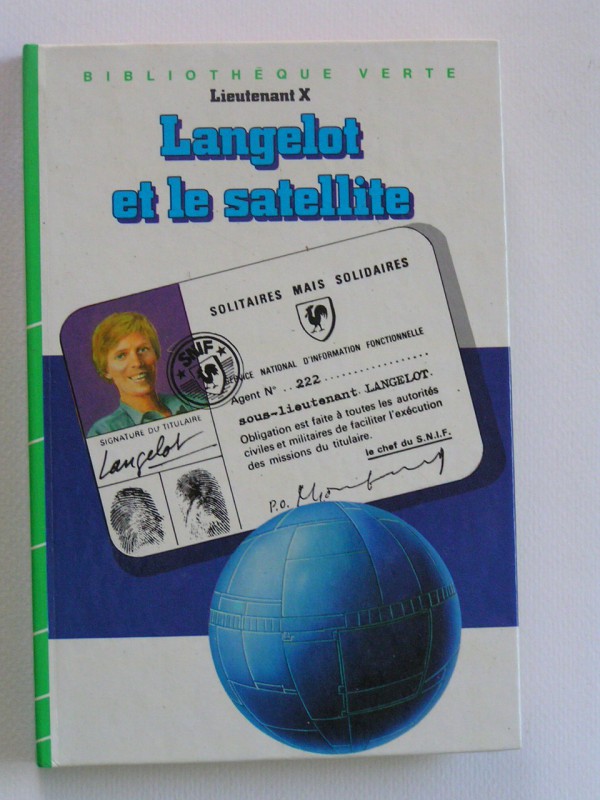 BIBLIOTHÈQUE VERTE
Lieutenant X
Langelot
et le satellite
SOLITAIRES MAIS SOLIDAIRES
SNIF
SERVICE NATIONAL D'INFORMATION FONCTIONNELLE
Agent N° .. 222 ................
sous-lieutenant LANGELOT.
Obligation est faite à toutes les autorités
civiles et militaires de faciliter l'exécution
des missions du titulaire.
le chef du S.N.I.F.
P.O.
SIGNATURE DU TITULAIRE
Langelot